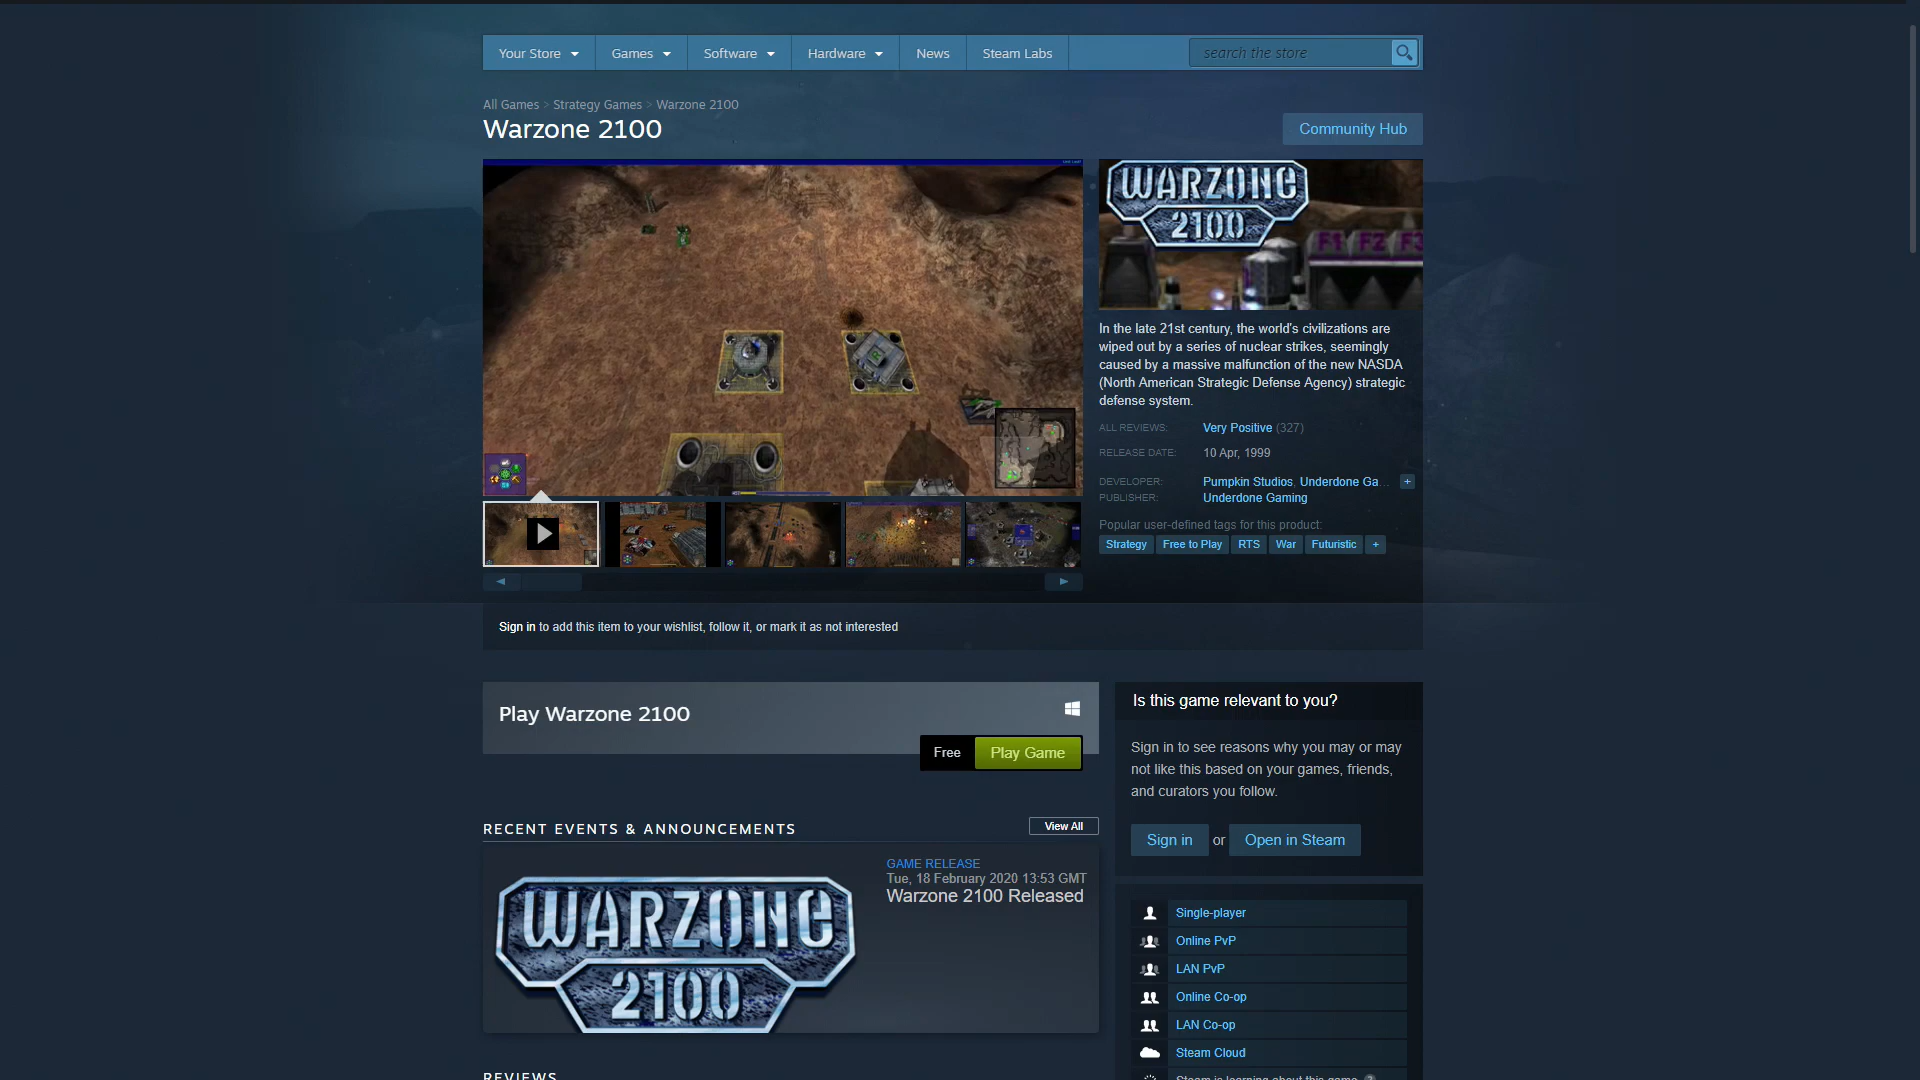 Your Store Games Software Hardware News Steam Labs search the store
All Games > Strategy Games > Warzone 2100
Warzone 2100
Community Hub
WARZONE
2100
F1 F2 F3
In the late 21st century, the world's civilizations are
wiped out by a series of nuclear strikes, seemingly
caused by a massive malfunction of the new NASDA
(North American Strategic Defense Agency) strategic
defense system.
ALL REVIEWS: Very Positive (327)
RELEASE DATE: 10 Apr, 1999
DEVELOPER: Pumpkin Studios, Underdone Ga... +
PUBLISHER: Underdone Gaming
Popular user-defined tags for this product:
Strategy Free to Play RTS War Futuristic +
Sign in to add this item to your wishlist, follow it, or mark it as not interested
Play Warzone 2100
Free Play Game
RECENT EVENTS & ANNOUNCEMENTS
View All
WARZONE
2100
GAME RELEASE
Tue, 18 February 2020 13:53 GMT
Warzone 2100 Released
REVIEWS
Is this game relevant to you?
Sign in to see reasons why you may or may
not like this based on your games, friends,
and curators you follow.
Sign in or Open in Steam
Single-player
Online PvP
LAN PvP
Online Co-op
LAN Co-op
Steam Cloud
Steam is learning about this game ?